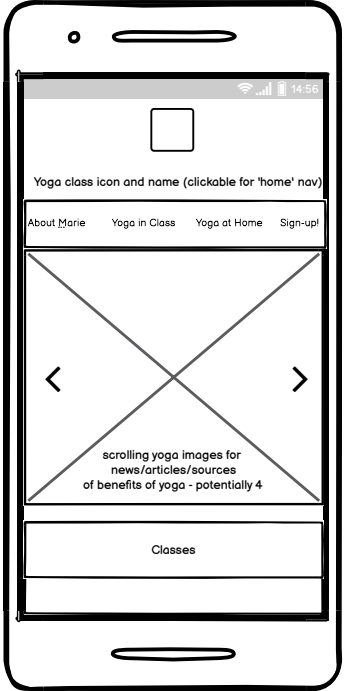 14:56
Yoga class icon and name (clickable for 'home' nav)
About Marie Yoga in Class Yoga at Home Sign-up!
scrolling yoga images for
news/articles/sources
of benefits of yoga - potentially 4
Classes